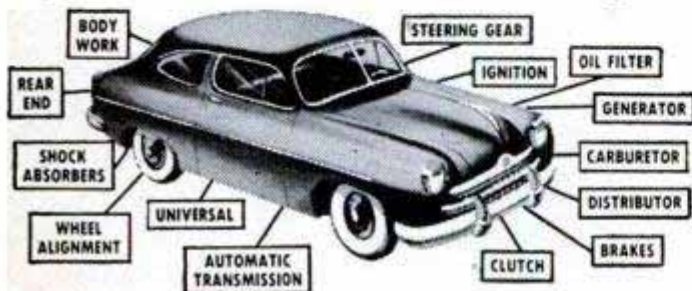 BODY
WORK
STEERING GEAR
IGNITION
OIL FILTER
REAR
END
GENERATOR
SHOCK
ABSORBERS
CARBURETOR
WHEEL
ALIGNMENT
UNIVERSAL
DISTRIBUTOR
AUTOMATIC
TRANSMISSION
CLUTCH
BRAKES